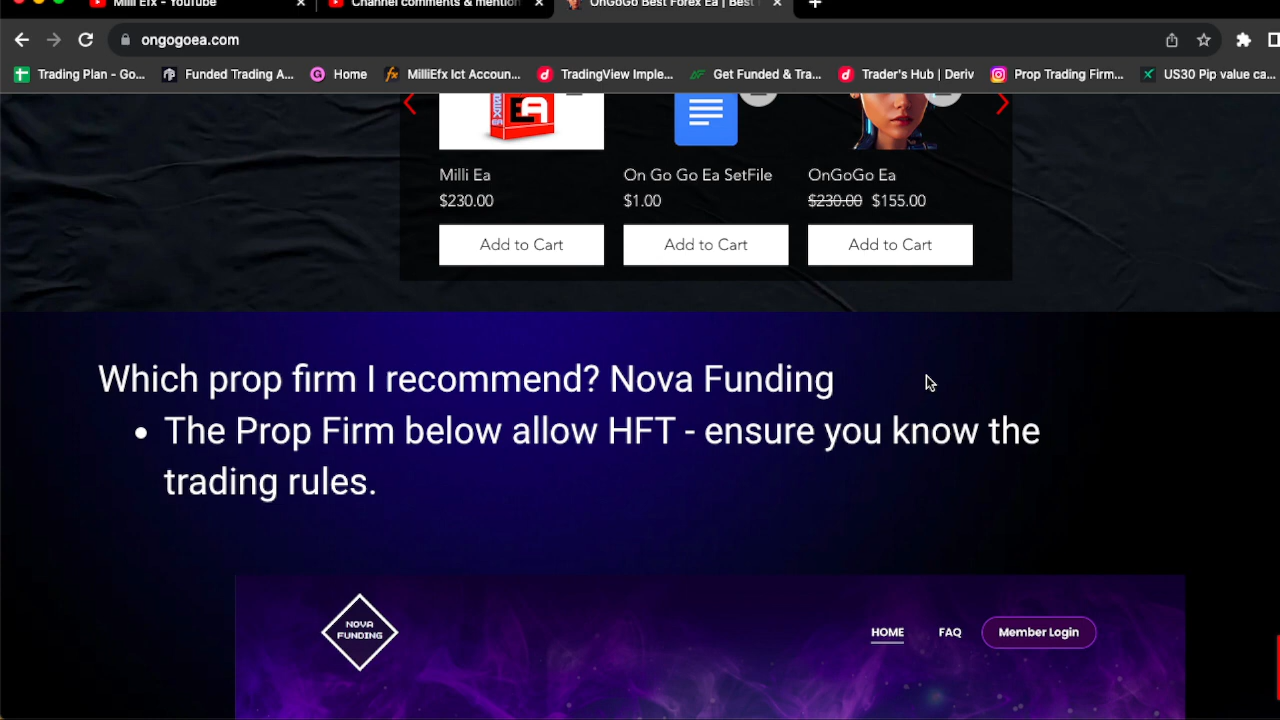 Milli Efx - YouTube
Channel comments & mention
OnGoGo Best Forex Ea | Best
ongogoea.com
Trading Plan - Go...
Funded Trading A...
Home
MilliEfx Ict Accoun...
TradingView Imple...
Get Funded & Tra...
Trader's Hub | Deriv
Prop Trading Firm...
US30 Pip value ca...
EA
Milli Ea
On Go Go Ea SetFile
OnGoGo Ea
$230.00
$1.00
$230.00 $155.00
Add to Cart
Add to Cart
Add to Cart
Which prop firm I recommend? Nova Funding
• The Prop Firm below allow HFT - ensure you know the
trading rules.
NOVA
FUNDING
HOME
FAQ
Member Login